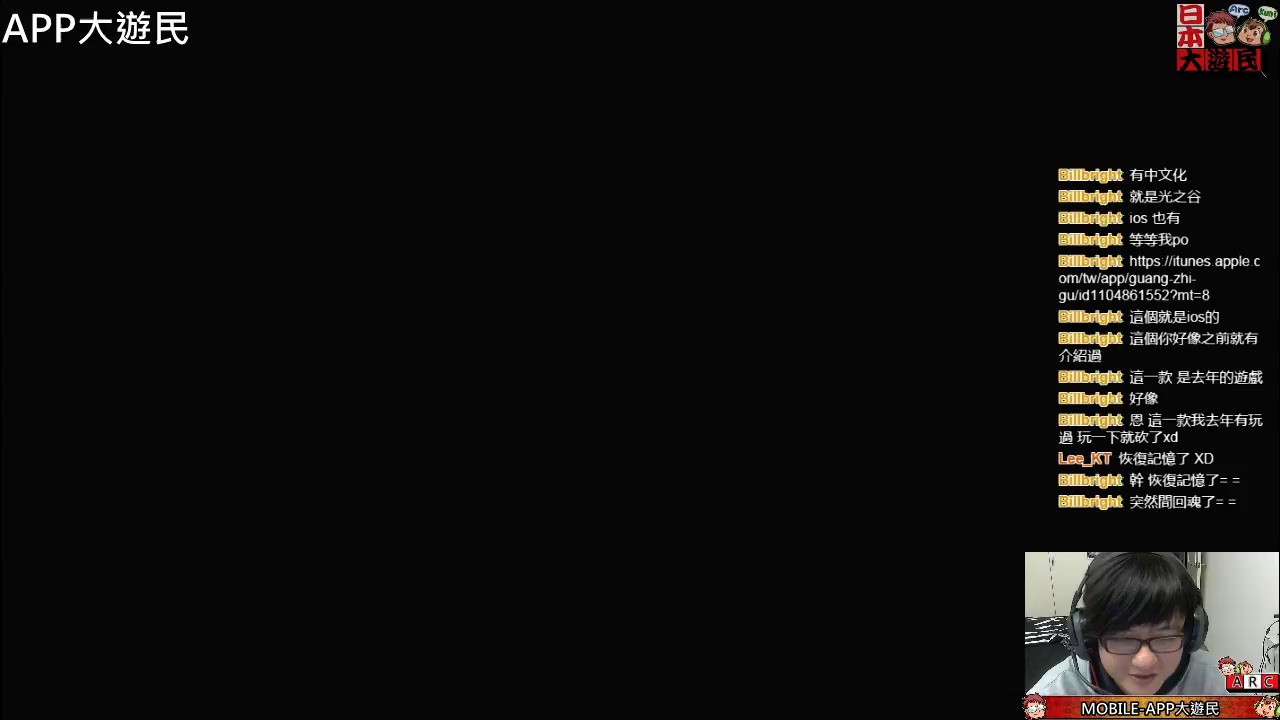 APP大遊民
Arc
Kuni
日本
大遊民
Billbright 有中文化
Billbright 就是光之谷
Billbright ios 也有
Billbright 等等我po
Billbright https://itunes.apple.c
om/tw/app/guang-zhi-
gu/id1104861552?mt=8
Billbright 這個就是ios的
Billbright 這個你好像之前就有
介紹過
Billbright 這一款 是去年的遊戲
Billbright 好像
Billbright 恩 這一款我去年有玩
過 玩一下就砍了xd
Lee_KT 恢復記憶了 XD
Billbright 幹 恢復記憶了= =
Billbright 突然間回魂了= =
ARC
MOBILE-APP大遊民